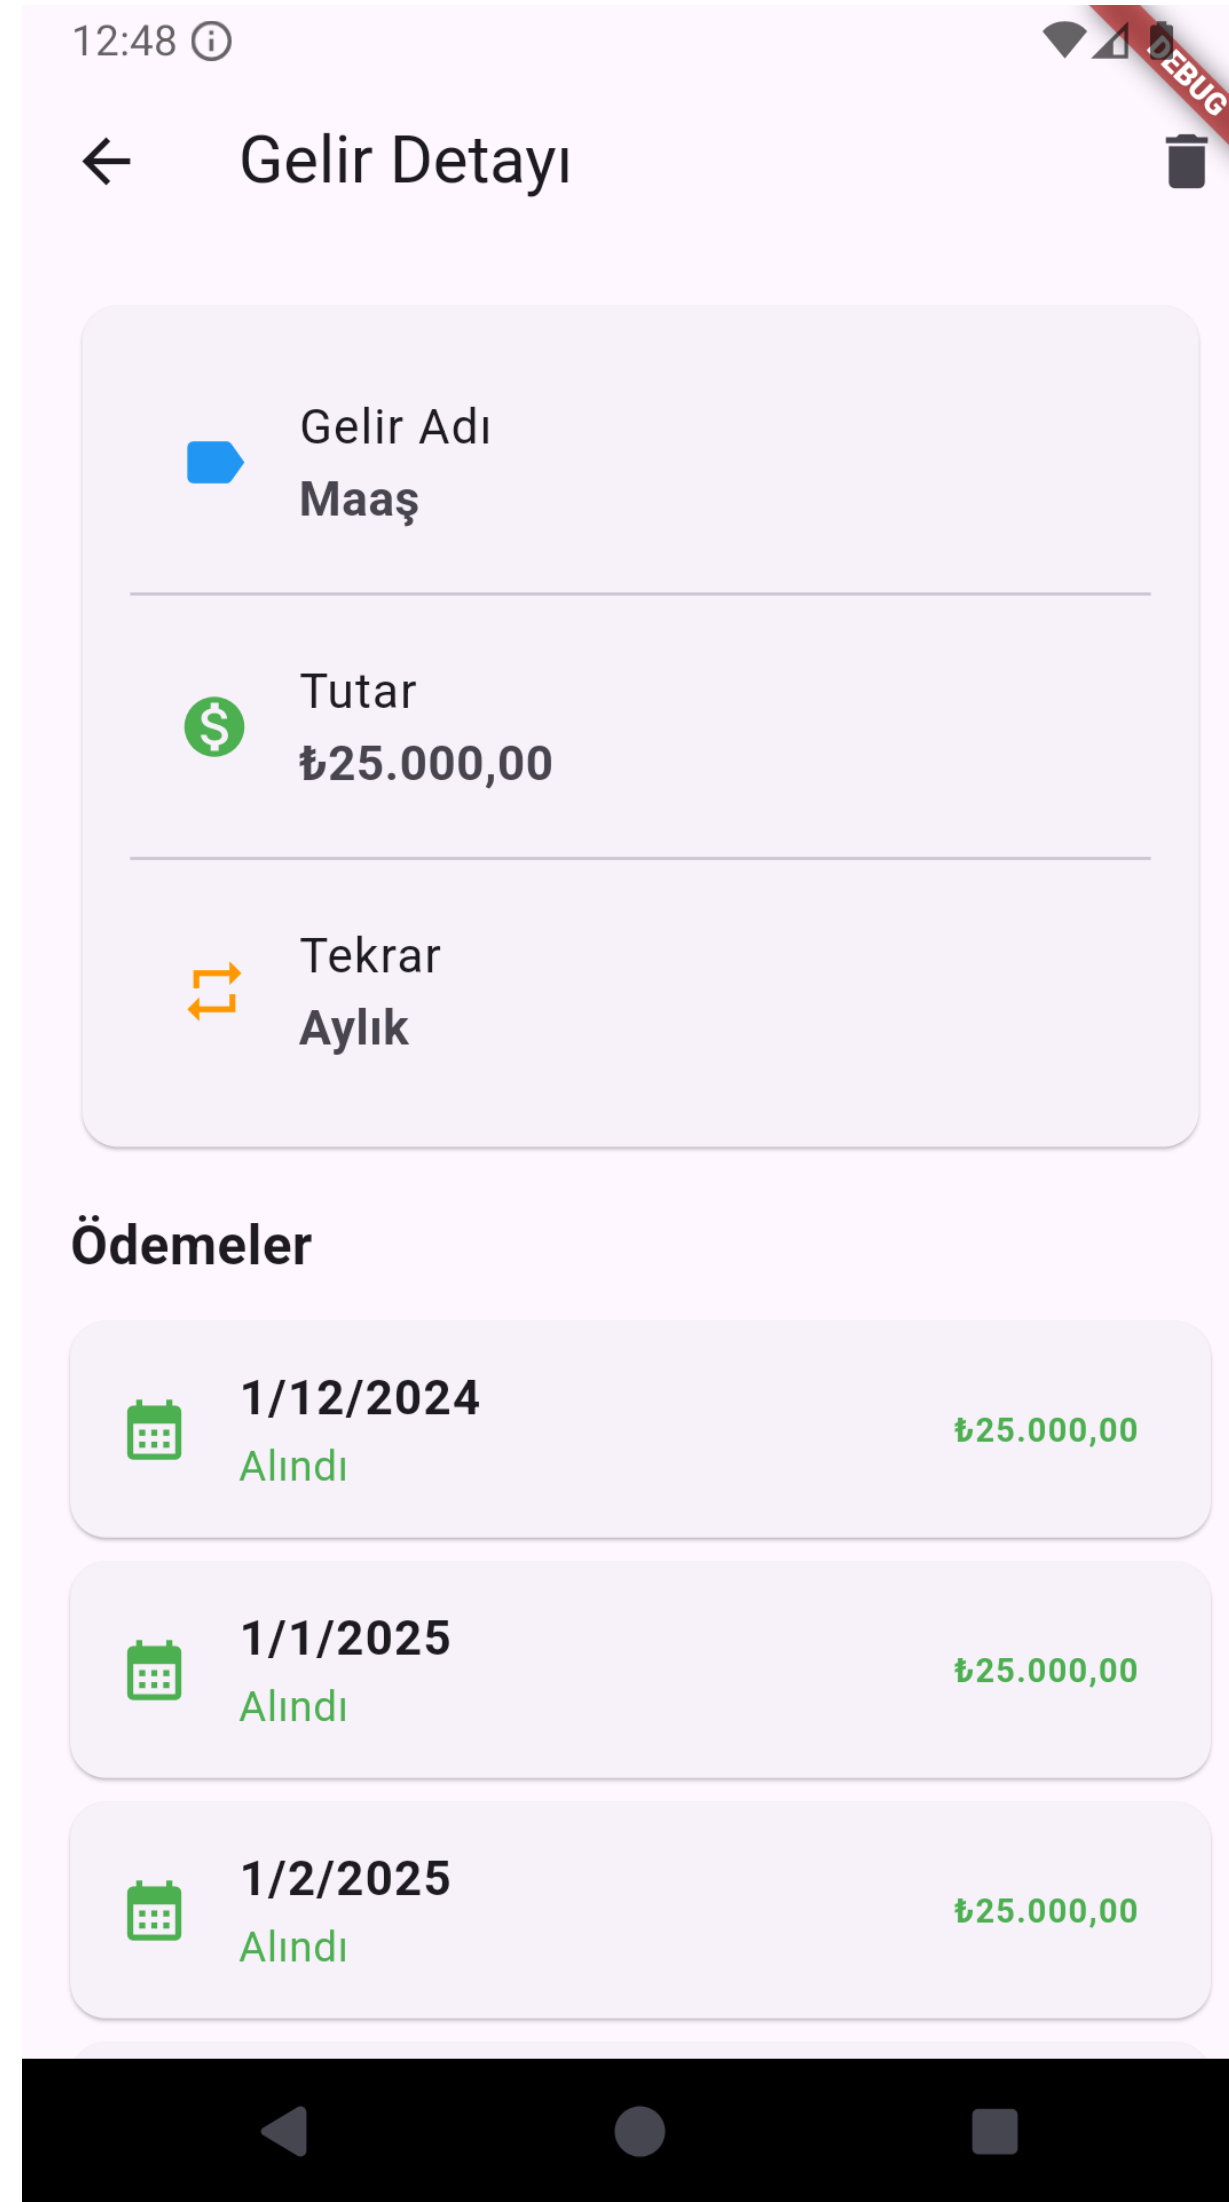 12:48
DEBUG
Gelir Detayı
Gelir Adı
Maaş
Tutar
₺25.000,00
Tekrar
Aylık
Ödemeler
1/12/2024
Alındı
₺25.000,00
1/1/2025
Alındı
₺25.000,00
1/2/2025
Alındı
₺25.000,00